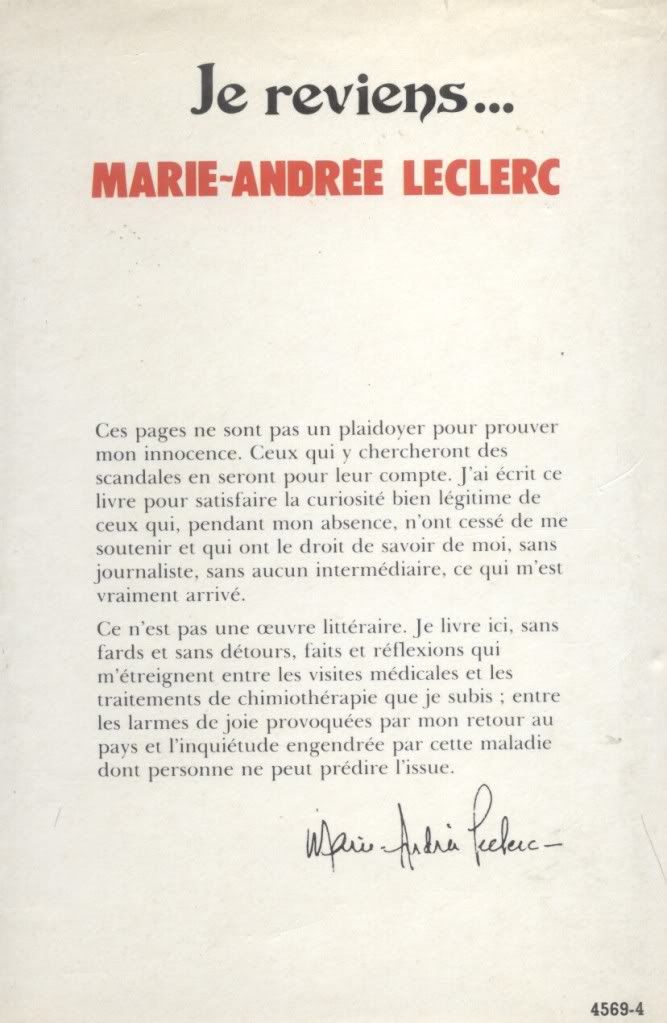 Je reviens...
MARIE-ANDRÉE LECLERC
Ces pages ne sont pas un plaidoyer pour prouver
mon innocence. Ceux qui y chercheront des
scandales en seront pour leur compte. J'ai écrit ce
livre pour satisfaire la curiosité bien légitime de
ceux qui, pendant mon absence, n'ont cessé de me
soutenir et qui ont le droit de savoir de moi, sans
journaliste, sans aucun intermédiaire, ce qui m'est
vraiment arrivé.
Ce n'est pas une œuvre littéraire. Je livre ici, sans
fards et sans détours, faits et réflexions qui
m'étreignent entre les visites médicales et les
traitements de chimiothérapie que je subis ; entre
les larmes de joie provoquées par mon retour au
pays et l'inquiétude engendrée par cette maladie
dont personne ne peut prédire l'issue.
Marie-Andrée Leclerc
4569-4